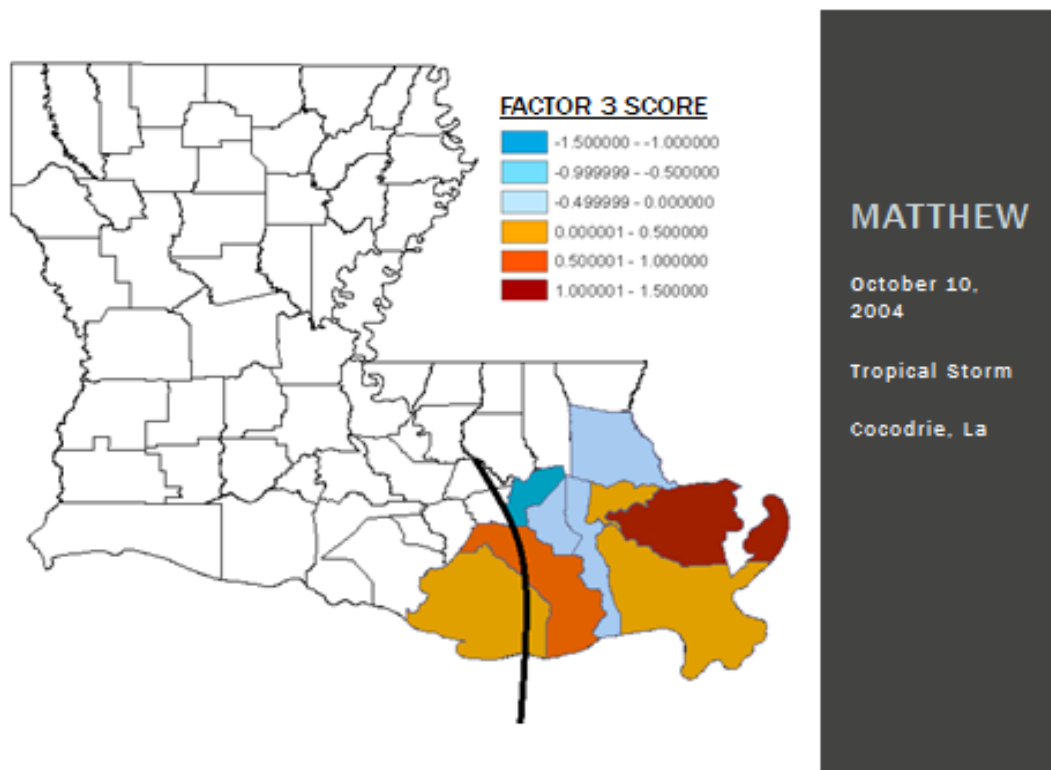 FACTOR 3 SCORE
-1.500000 - -1.000000
-0.999999 - -0.500000
-0.499999 - 0.000000
0.000001 - 0.500000
0.500001 - 1.000000
1.000001 - 1.500000
MATTHEW
October 10,
2004
Tropical Storm
Cocodrie, La